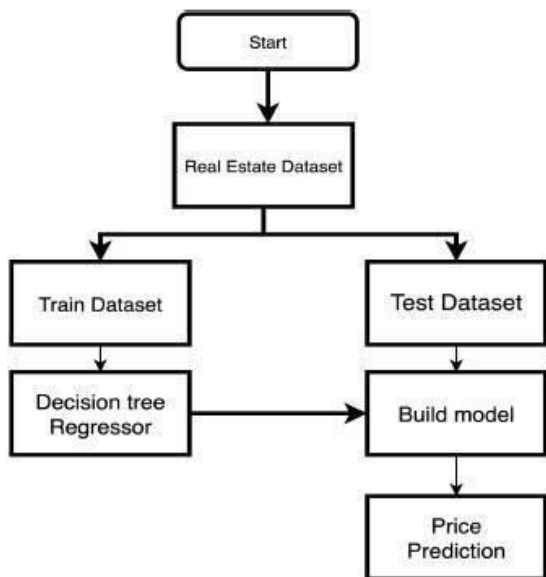 Start
Real Estate Dataset
Train Dataset
Test Dataset
Decision tree
Regressor
Build model
Price
Prediction